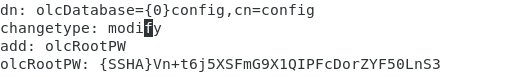 dn: olcDatabase={0}config,cn=config
changetype: modify
add: olcRootPW
olcRootPW: {SSHA}Vn+t6j5XSFmG9X1QIPFcDorZYF50LnS3